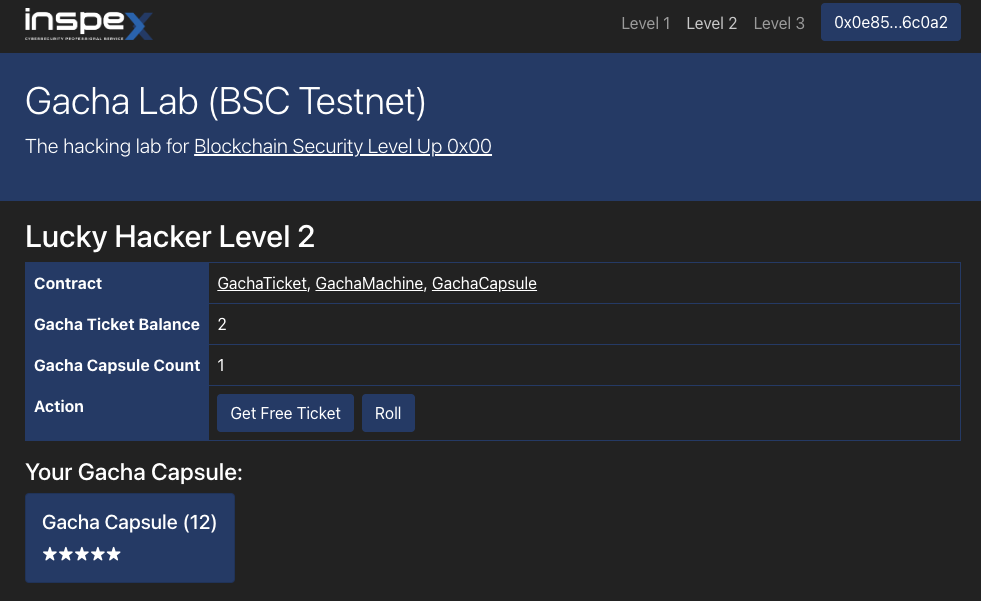 inspex
CYBERSECURITY PROFESSIONAL SERVICE
Level 1 Level 2 Level 3 0x0e85...6c0a2
Gacha Lab (BSC Testnet)
The hacking lab for Blockchain Security Level Up 0x00
Lucky Hacker Level 2
Contract GachaTicket, GachaMachine, GachaCapsule
Gacha Ticket Balance 2
Gacha Capsule Count 1
Action Get Free Ticket Roll
Your Gacha Capsule:
Gacha Capsule (12)
★★★★★